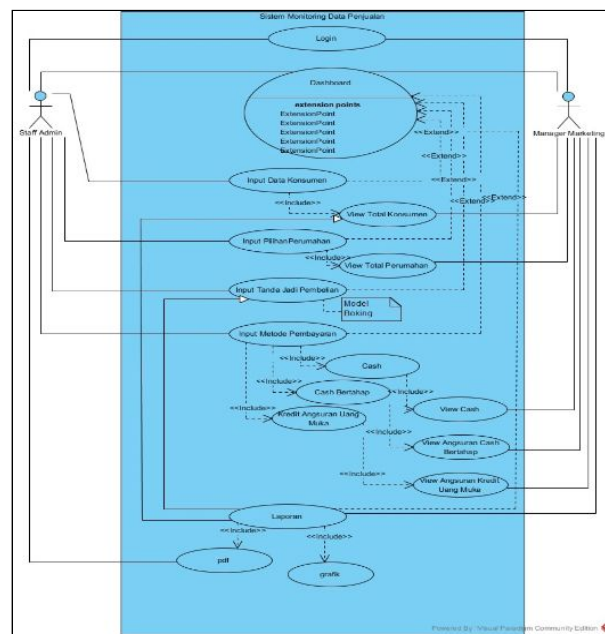 Sistem Monitoring Data Penjualan
Login
Dashboard
extension points
ExtensionPoint
ExtensionPoint
ExtensionPoint
ExtensionPoint
ExtensionPoint
Staff Admin
Manager Marketing
<<Extend>>
<<Extend>>
<<Extend>>
<<Extend>>
Input Data Konsumen
<<Include>>
View Total Konsumen
Input PilihanPerumahan
<<Include>>
View Total Perumahan
Input Tanda Jadi Pembelian
Model
Boking
Input Metode Pembayaran
<<Include>>
Cash
<<Include>>
Cash Bertahap
<<Include>>
<<Include>>
Kredit Angsuran Uang
Muka
View Cash
<<Include>>
View Angsuran Cash
Bertahap
<<Include>>
View Angsuran Kredit
Uang Muka
Laporan
<<Include>>
<<Include>>
pdf
grafik
Powered By Visual Paradigm Community Edition